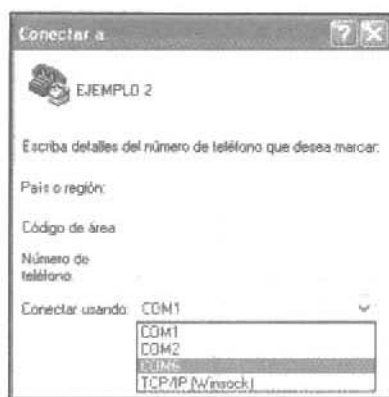 Conectar a
EJEMPLO 2
Escriba detalles del número de teléfono que desea marcar:
País o región:
Código de área
Número de
teléfono
Conectar usando: COM1
COM1
COM2
COM6
TCP/IP (Winsock)